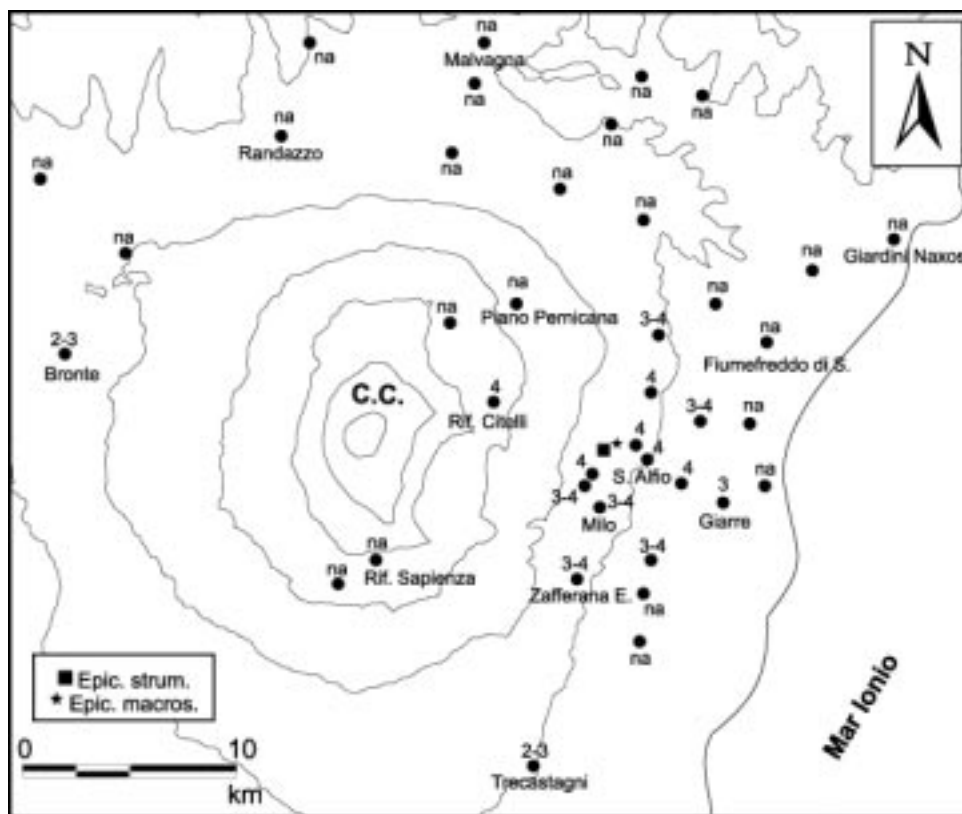 Malvagna
na
na
na
na
na
N
na
Randazzo
na
na
na
na
na
na
na
Giardini Naxos
na
na
na
na
Piano Pernicana
3-4
na
Fiumefreddo di S.
2-3
Bronte
C.C.
4
Rif. Citelli
4
3-4
na
4
4
S. Alfio
4
3-4
4
na
3
Giarre
3-4
Milo
na
na
Rif. Sapienza
3-4
Zafferana E.
3-4
na
na
Epic. strum.
Epic. macros.
Mar Ionio
0 10
km
2-3
Trecastagni